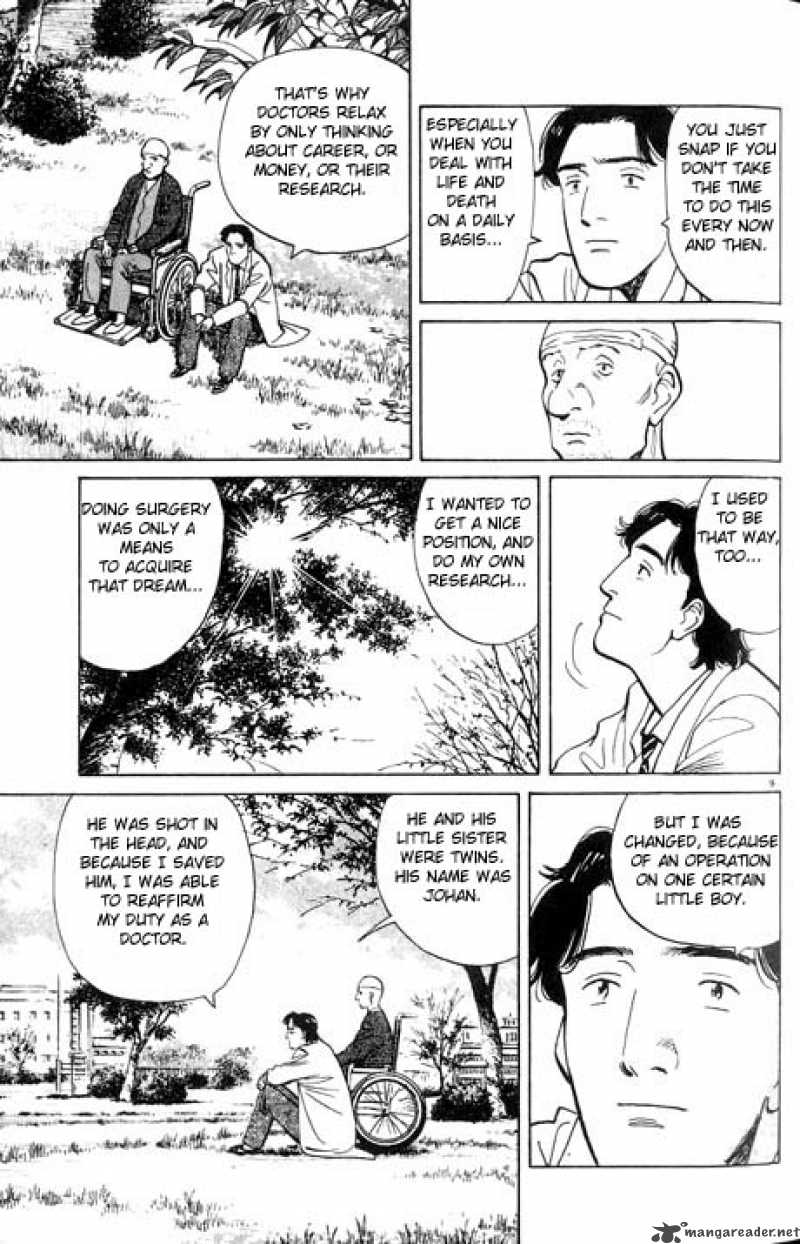 YOU JUST
SNAP IF YOU
DON'T TAKE
THE TIME
TO DO THIS
EVERY NOW
AND THEN.
ESPECIALLY
WHEN YOU
DEAL WITH
LIFE AND
DEATH
ON A DAILY
BASIS...
THAT'S WHY
DOCTORS RELAX
BY ONLY THINKING
ABOUT CAREER, OR
MONEY, OR THEIR
RESEARCH.
I USED
TO BE
THAT WAY,
TOO...
I WANTED TO
GET A NICE
POSITION, AND
DO MY OWN
RESEARCH...
DOING SURGERY
WAS ONLY A
MEANS
TO ACQUIRE
THAT DREAM...
9
BUT I WAS
CHANGED, BECAUSE
OF AN OPERATION
ON ONE CERTAIN
LITTLE BOY.
HE AND HIS
LITTLE SISTER
WERE TWINS.
HIS NAME WAS
JOHAN.
HE WAS SHOT IN
THE HEAD, AND
BECAUSE I SAVED
HIM, I WAS ABLE
TO REAFFIRM
MY DUTY AS A
DOCTOR.
mangareader.net